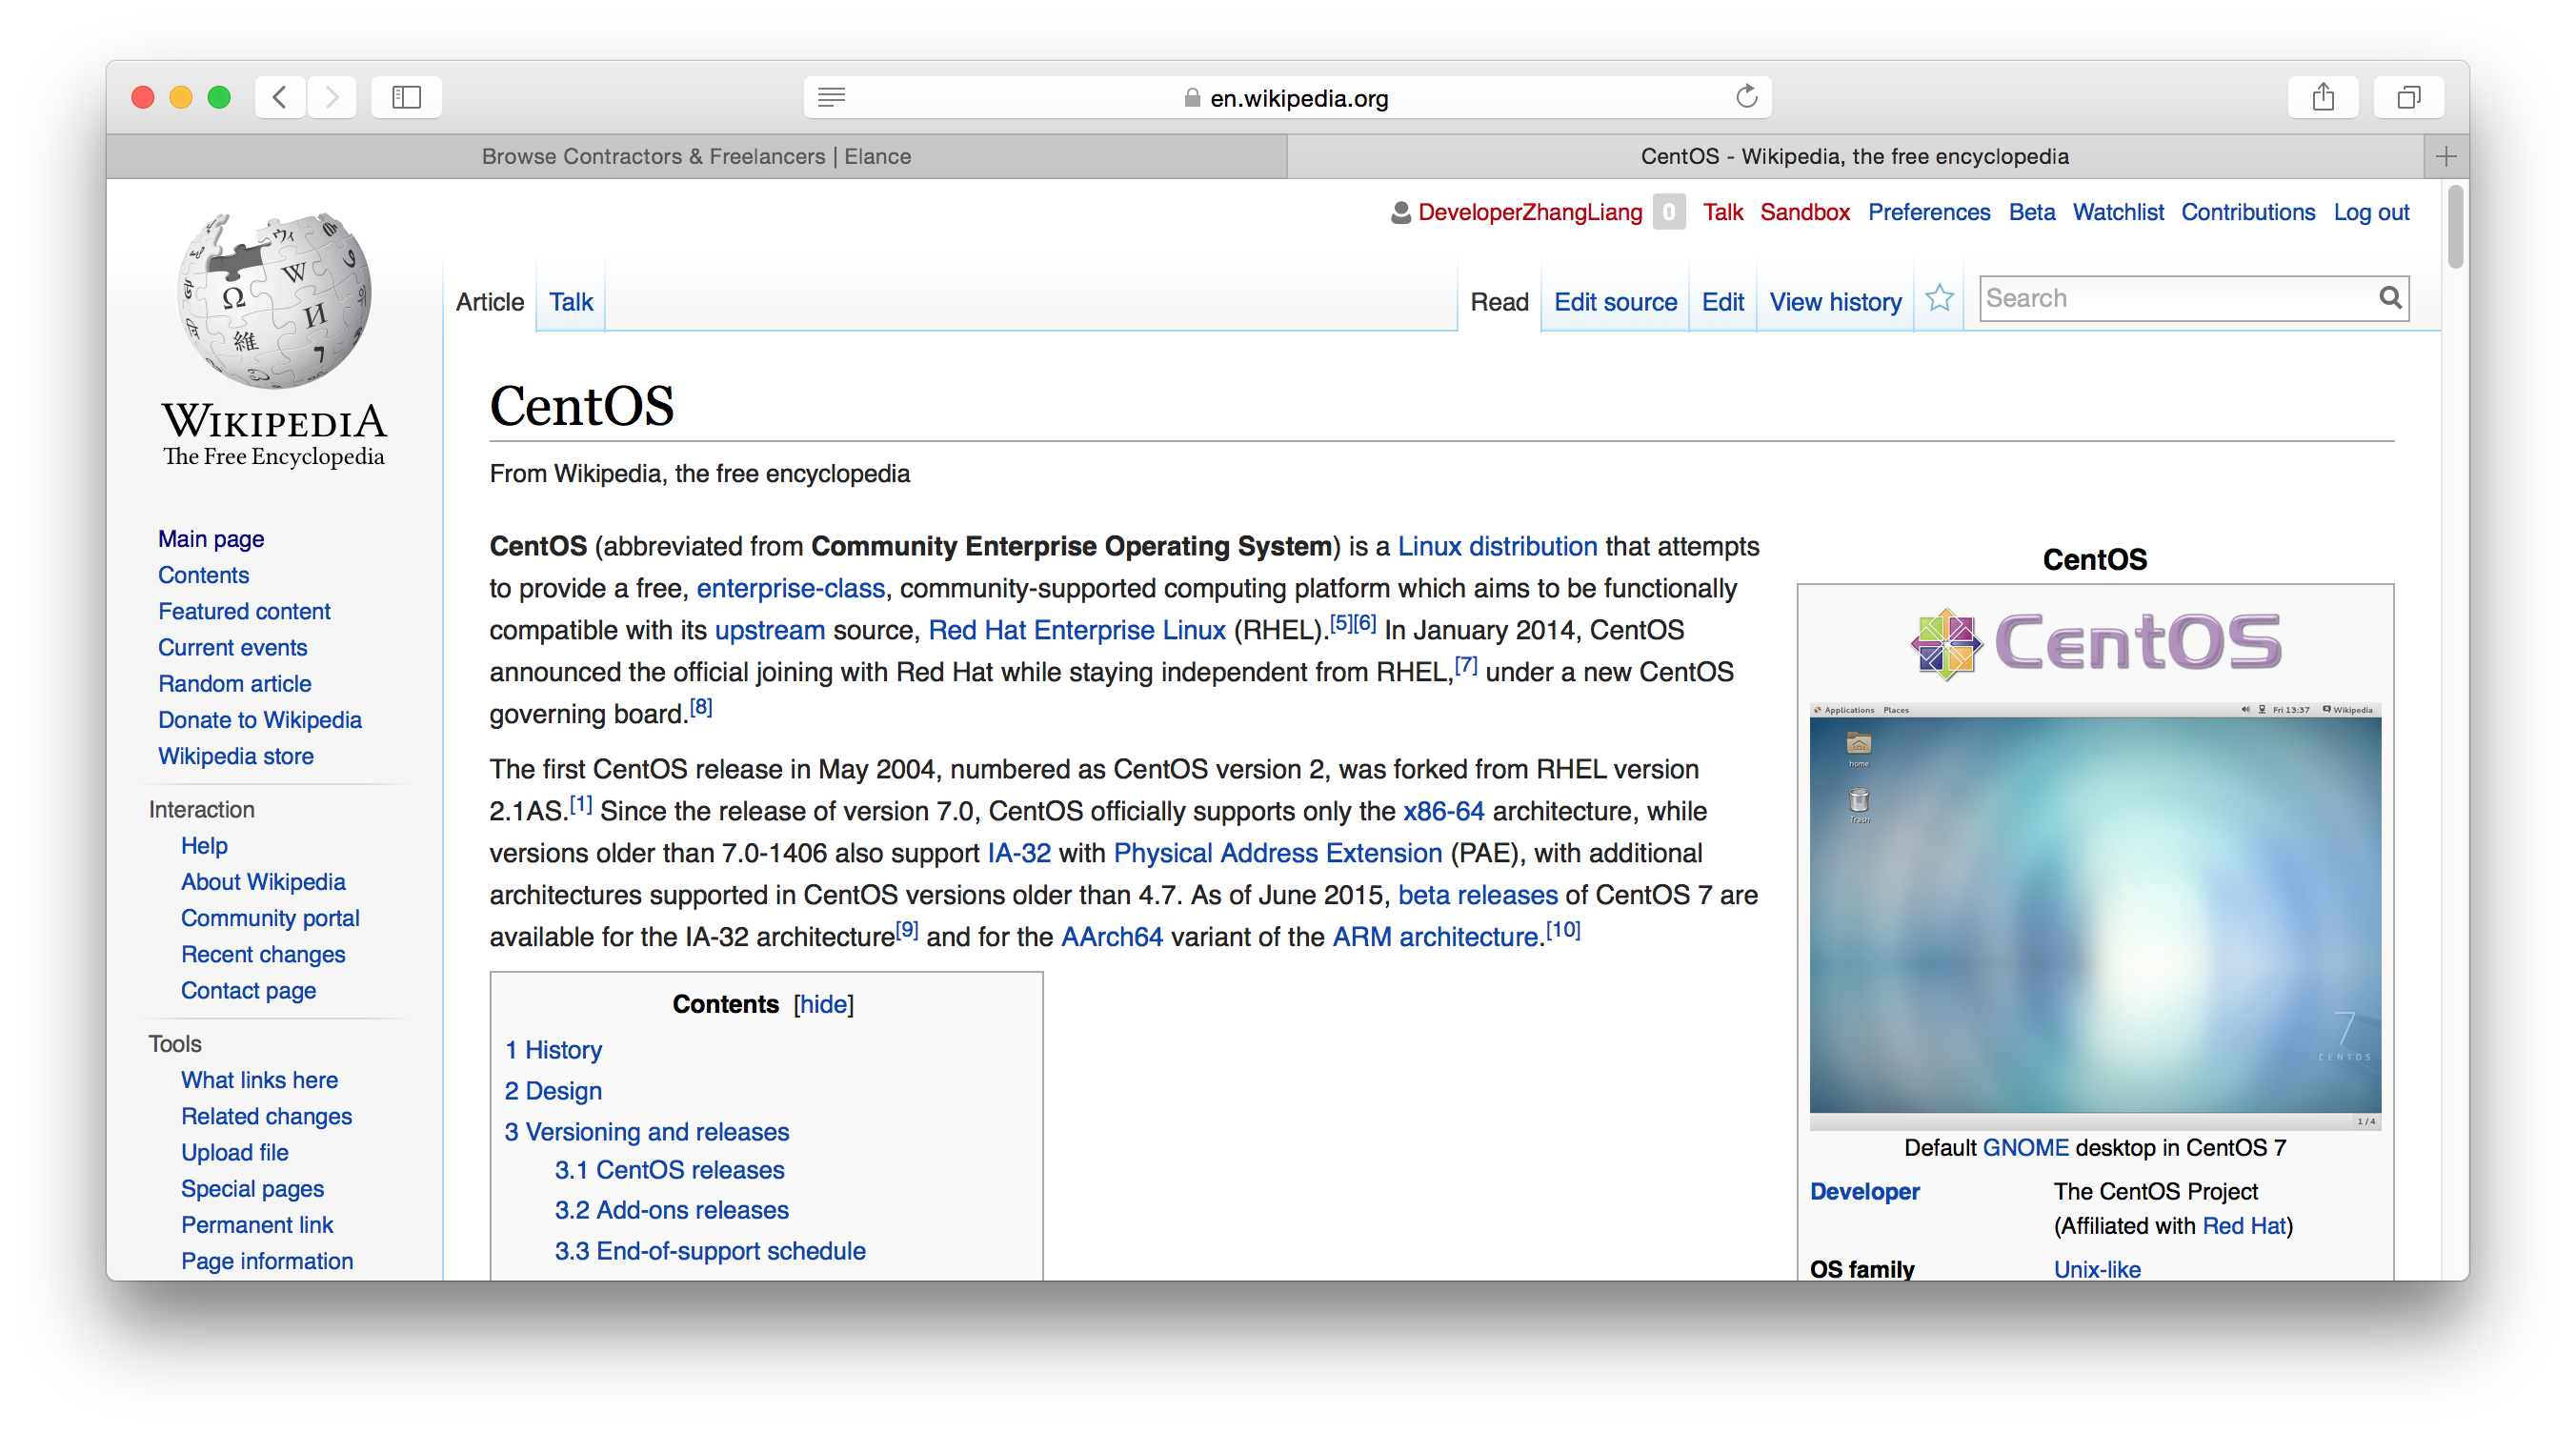 en.wikipedia.org
Browse Contractors & Freelancers | Elance
CentOS - Wikipedia, the free encyclopedia
DeveloperZhangLiang 0 Talk Sandbox Preferences Beta Watchlist Contributions Log out
Article Talk
Read Edit source Edit View history Search
WIKIPEDIA
The Free Encyclopedia
Main page
Contents
Featured content
Current events
Random article
Donate to Wikipedia
Wikipedia store
Interaction
Help
About Wikipedia
Community portal
Recent changes
Contact page
Tools
What links here
Related changes
Upload file
Special pages
Permanent link
Page information
CentOS
From Wikipedia, the free encyclopedia
CentOS (abbreviated from Community Enterprise Operating System) is a Linux distribution that attempts
to provide a free, enterprise-class, community-supported computing platform which aims to be functionally
compatible with its upstream source, Red Hat Enterprise Linux (RHEL).[5][6] In January 2014, CentOS
announced the official joining with Red Hat while staying independent from RHEL,[7] under a new CentOS
governing board.[8]
The first CentOS release in May 2004, numbered as CentOS version 2, was forked from RHEL version
2.1AS.[1] Since the release of version 7.0, CentOS officially supports only the x86-64 architecture, while
versions older than 7.0-1406 also support IA-32 with Physical Address Extension (PAE), with additional
architectures supported in CentOS versions older than 4.7. As of June 2015, beta releases of CentOS 7 are
available for the IA-32 architecture[9] and for the AArch64 variant of the ARM architecture.[10]
Contents [hide]
1 History
2 Design
3 Versioning and releases
3.1 CentOS releases
3.2 Add-ons releases
3.3 End-of-support schedule
CentOS
CentOS
Applications Places Fri 13:37 Wikipedia
home
Trash
7
CENTOS
1 / 4
Default GNOME desktop in CentOS 7
Developer The CentOS Project
(Affiliated with Red Hat)
OS family Unix-like